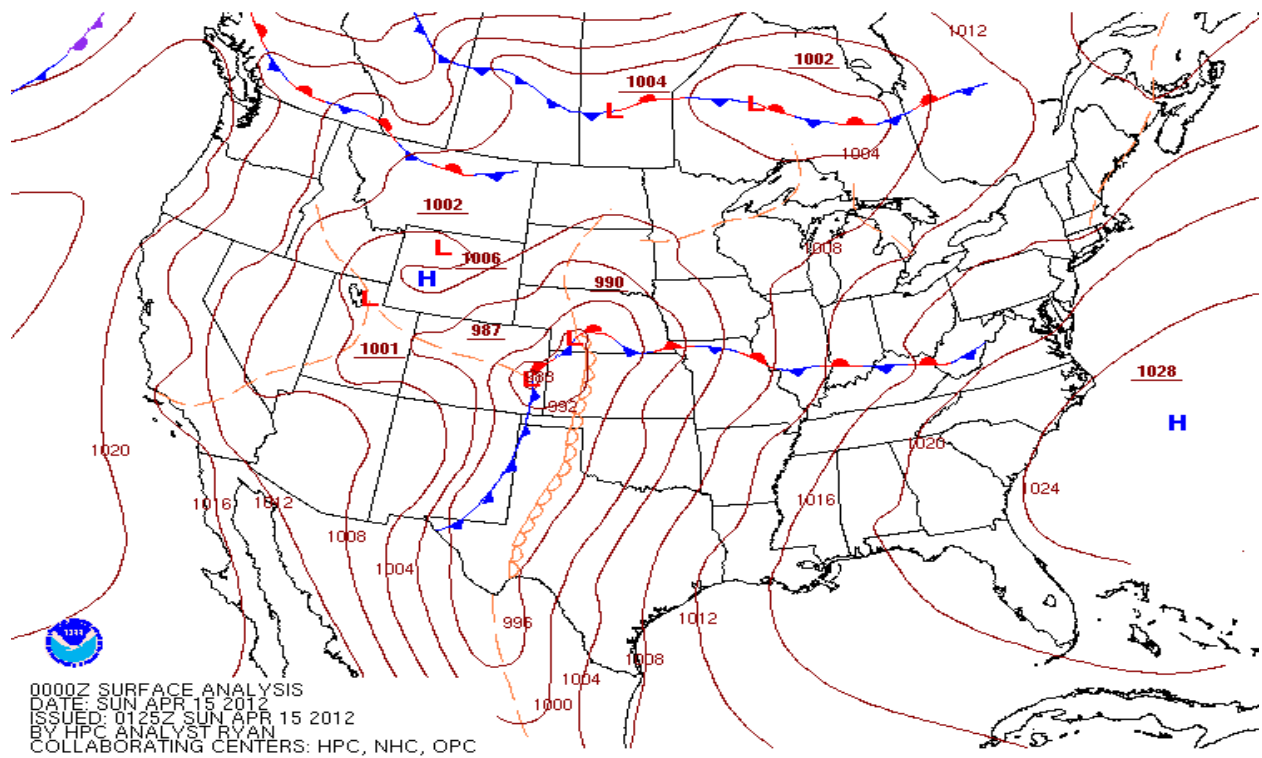 1012
1002
1004
1004
1002
1008
1006
H
L
L
L
990
L
987
1001
L
988
992
1028
H
1020
1020
1024
1016
1012
1016
1008
1004
996
1012
1008
1004
1000
0000Z SURFACE ANALYSIS
DATE: SUN APR 15 2012
ISSUED: 0125Z SUN APR 15 2012
BY HPC ANALYST RYAN
COLLABORATING CENTERS: HPC, NHC, OPC